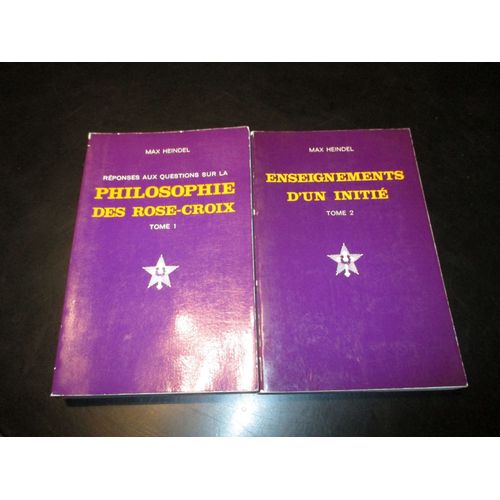 MAX HEINDEL
RÉPONSES AUX QUESTIONS SUR LA
PHILOSOPHIE
DES ROSE-CROIX
TOME 1
MAX HEINDEL
ENSEIGNEMENTS
D'UN INITIÉ
TOME 2